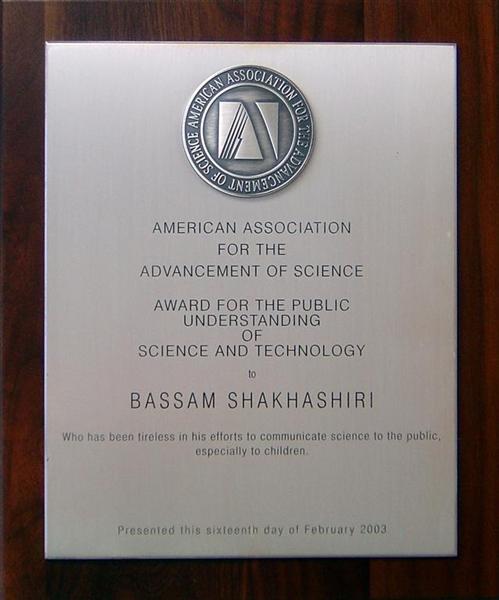 AMERICAN ASSOCIATION FOR THE ADVANCEMENT OF SCIENCE
AMERICAN ASSOCIATION
FOR THE
ADVANCEMENT OF SCIENCE
AWARD FOR THE PUBLIC
UNDERSTANDING
OF
SCIENCE AND TECHNOLOGY
to
BASSAM SHAKHASHIRI
Who has been tireless in his efforts to communicate science to the public,
especially to children.
Presented this sixteenth day of February 2003